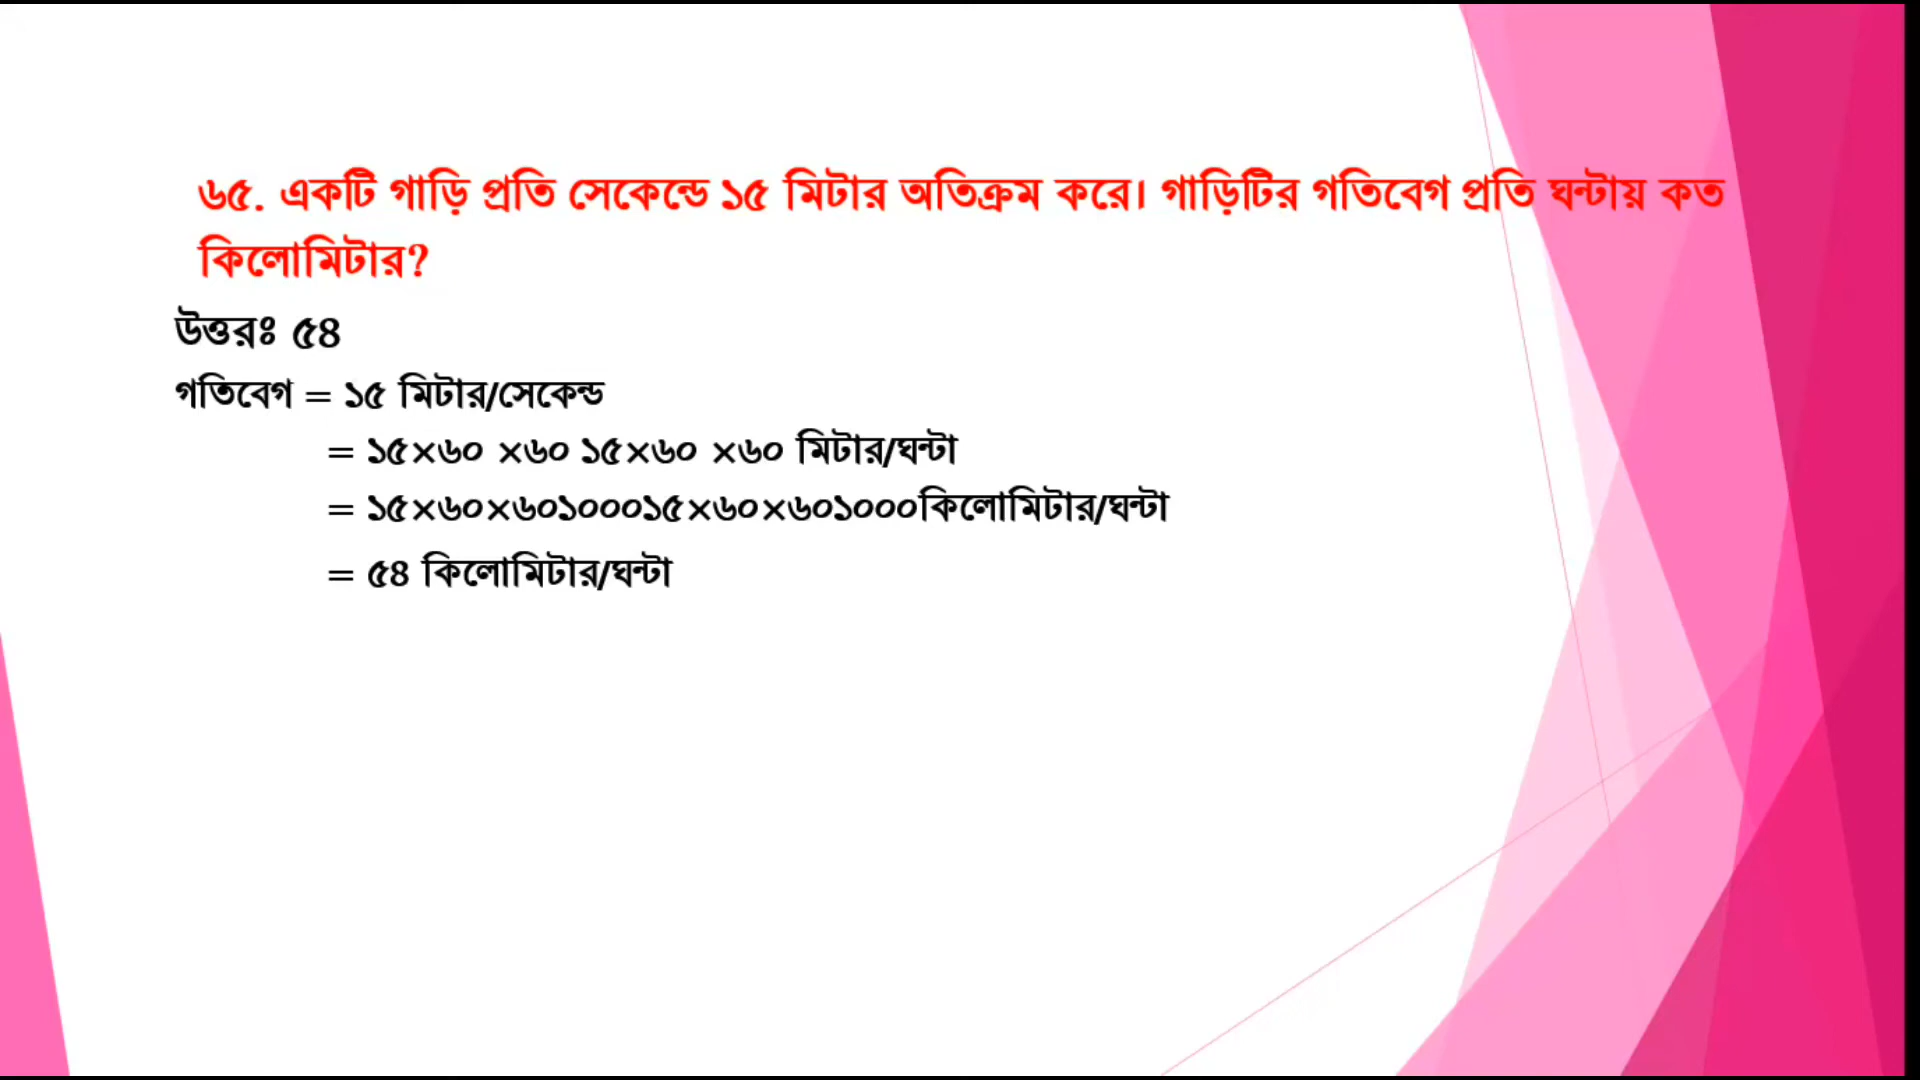 ৬৫. একটি গাড়ি প্রতি সেকেন্ডে ১৫ মিটার অতিক্রম করে। গাড়িটির গতিবেগ প্রতি ঘন্টায় কত
কিলোমিটার?
উত্তরঃ ৫৪
গতিবেগ = ১৫ মিটার/সেকেন্ড
= ১৫×৬০ ×৬০ ১৫×৬০ ×৬০ মিটার/ঘন্টা
= ১৫×৬০×৬০১০০০১৫×৬০×৬০১০০০কিলোমিটার/ঘন্টা
= ৫৪ কিলোমিটার/ঘন্টা